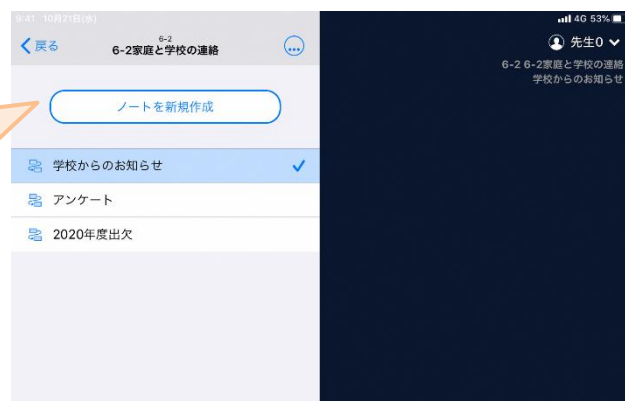 9:41 10月21日(水)
4G 53%
戻る
6-2
6-2家庭と学校の連絡
先生0
6-2 6-2家庭と学校の連絡
学校からのお知らせ
ノートを新規作成
学校からのお知らせ
アンケート
2020年度出欠